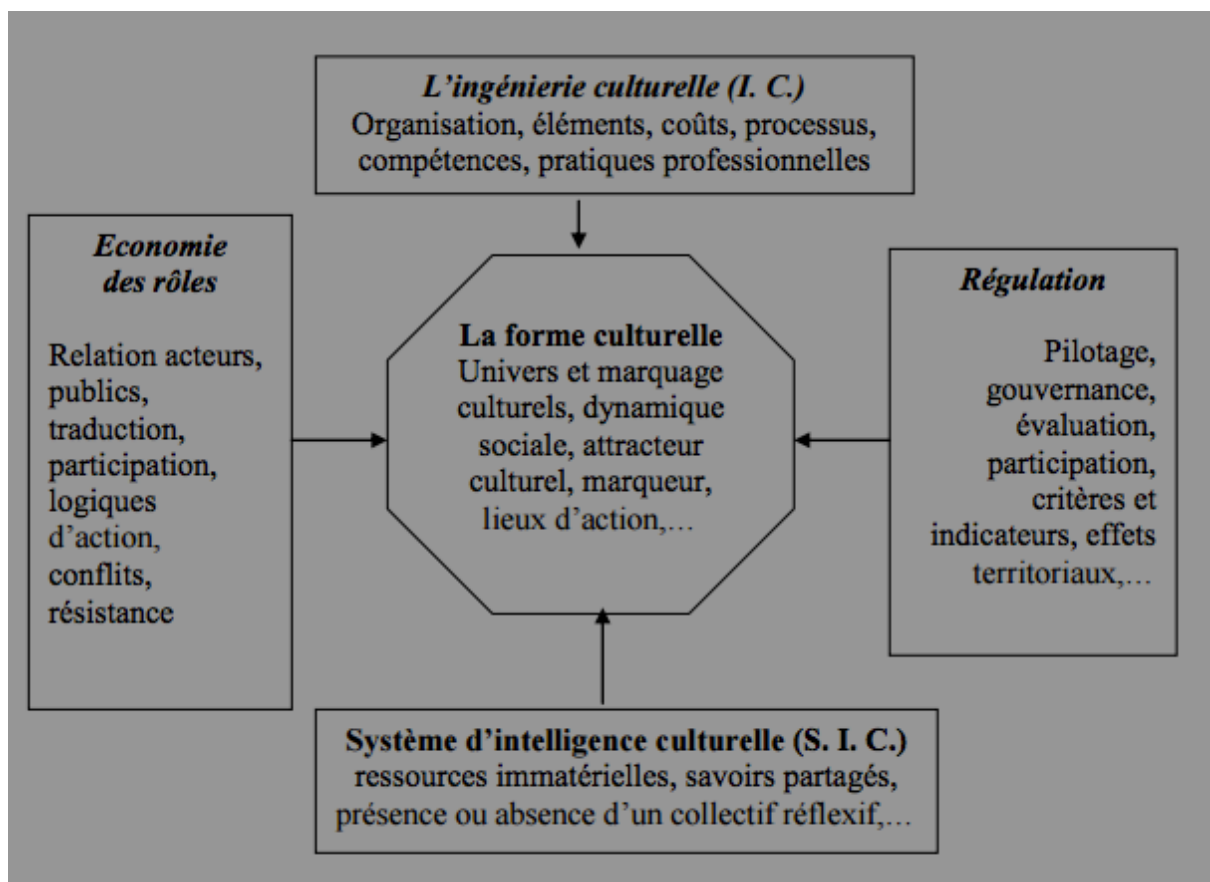 L'ingénierie culturelle (I. C.)
Organisation, éléments, coûts, processus,
compétences, pratiques professionnelles
Economie
des rôles
Relation acteurs,
publics,
traduction,
participation,
logiques
d'action,
conflits,
résistance
La forme culturelle
Univers et marquage
culturels, dynamique
sociale, attracteur
culturel, marqueur,
lieux d'action,…
Régulation
Pilotage,
gouvernance,
évaluation,
participation,
critères et
indicateurs, effets
territoriaux,…
Système d'intelligence culturelle (S. I. C.)
ressources immatérielles, savoirs partagés,
présence ou absence d'un collectif réflexif,…